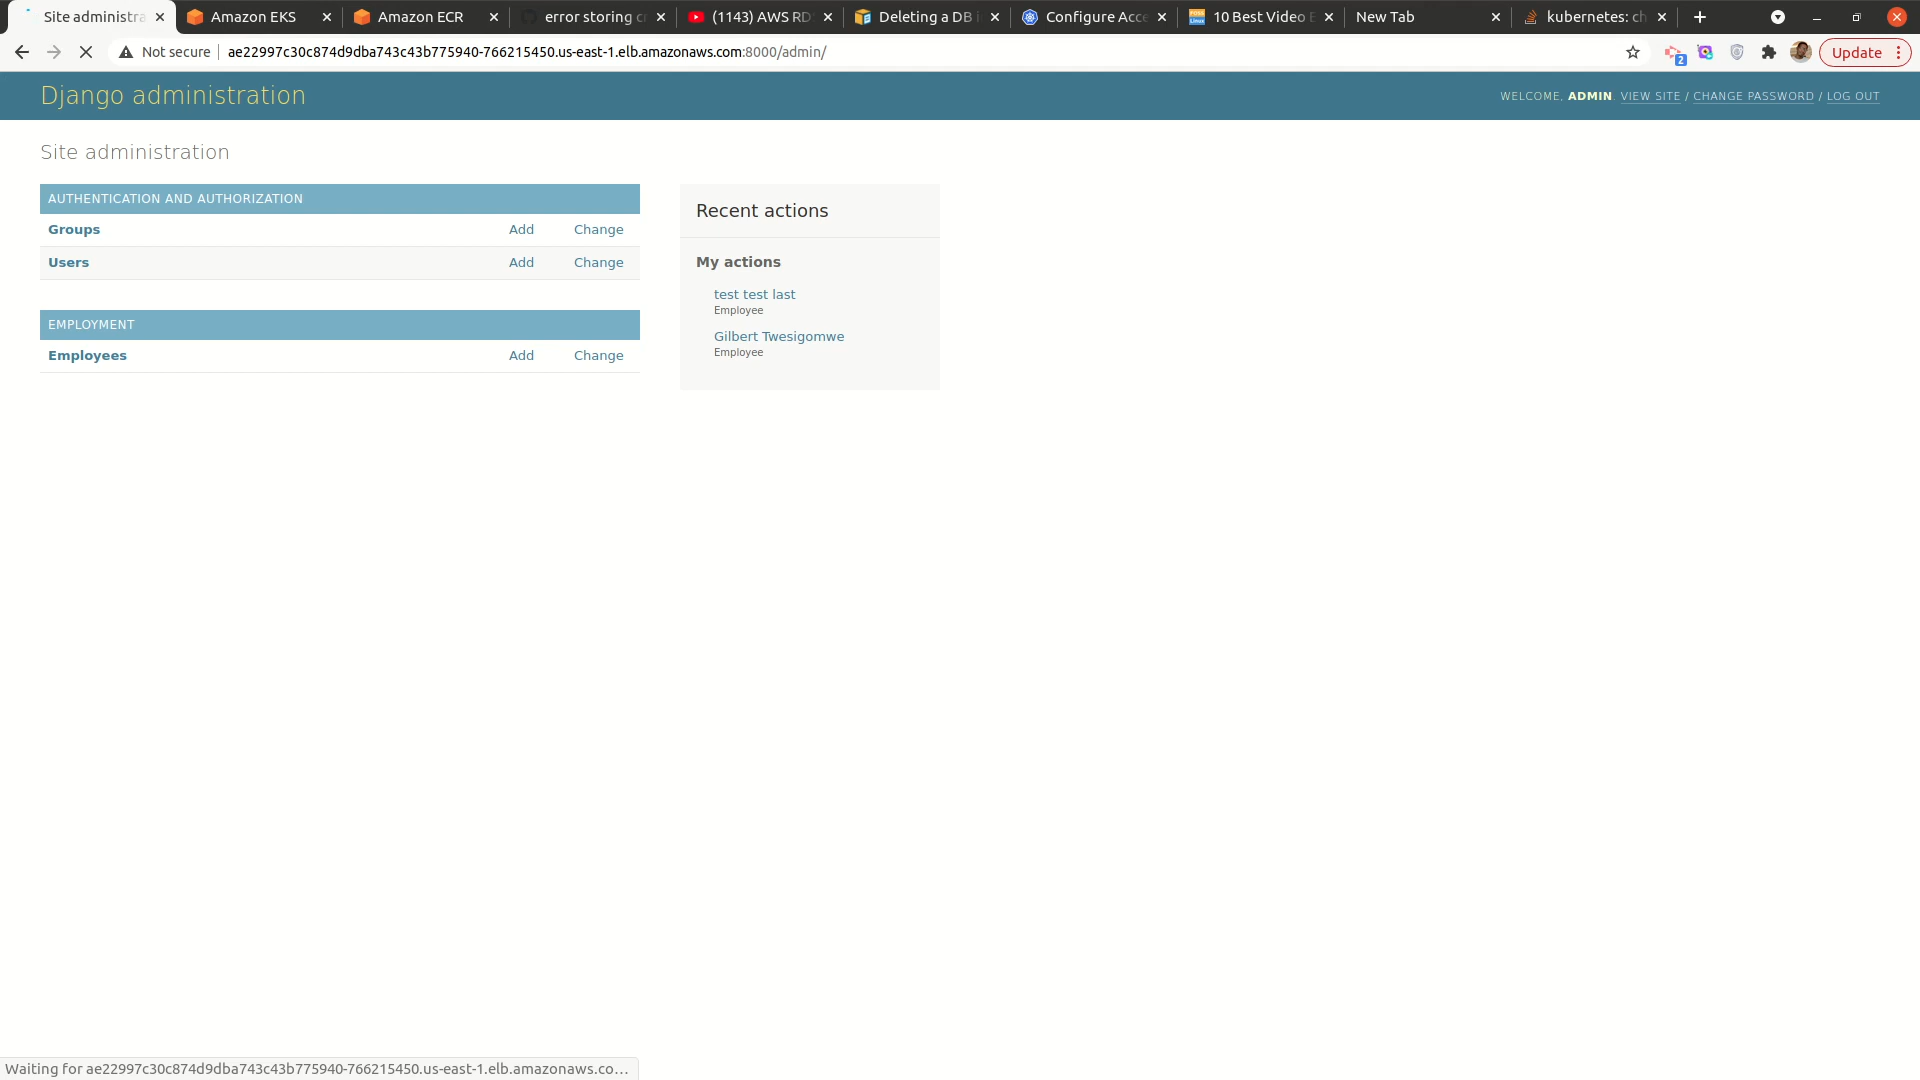 Site administra
Amazon EKS
Amazon ECR
error storing cr
(1143) AWS RD
Deleting a DB i
Configure Acce
10 Best Video E
New Tab
kubernetes: ch
Not secure
ae22997c30c874d9dba743c43b775940-766215450.us-east-1.elb.amazonaws.com:8000/admin/
2
Update
Django administration
WELCOME, ADMIN. VIEW SITE / CHANGE PASSWORD / LOG OUT
Site administration
AUTHENTICATION AND AUTHORIZATION
Groups Add Change
Users Add Change
EMPLOYMENT
Employees Add Change
Recent actions
My actions
test test last
Employee
Gilbert Twesigomwe
Employee
Waiting for ae22997c30c874d9dba743c43b775940-766215450.us-east-1.elb.amazonaws.co…